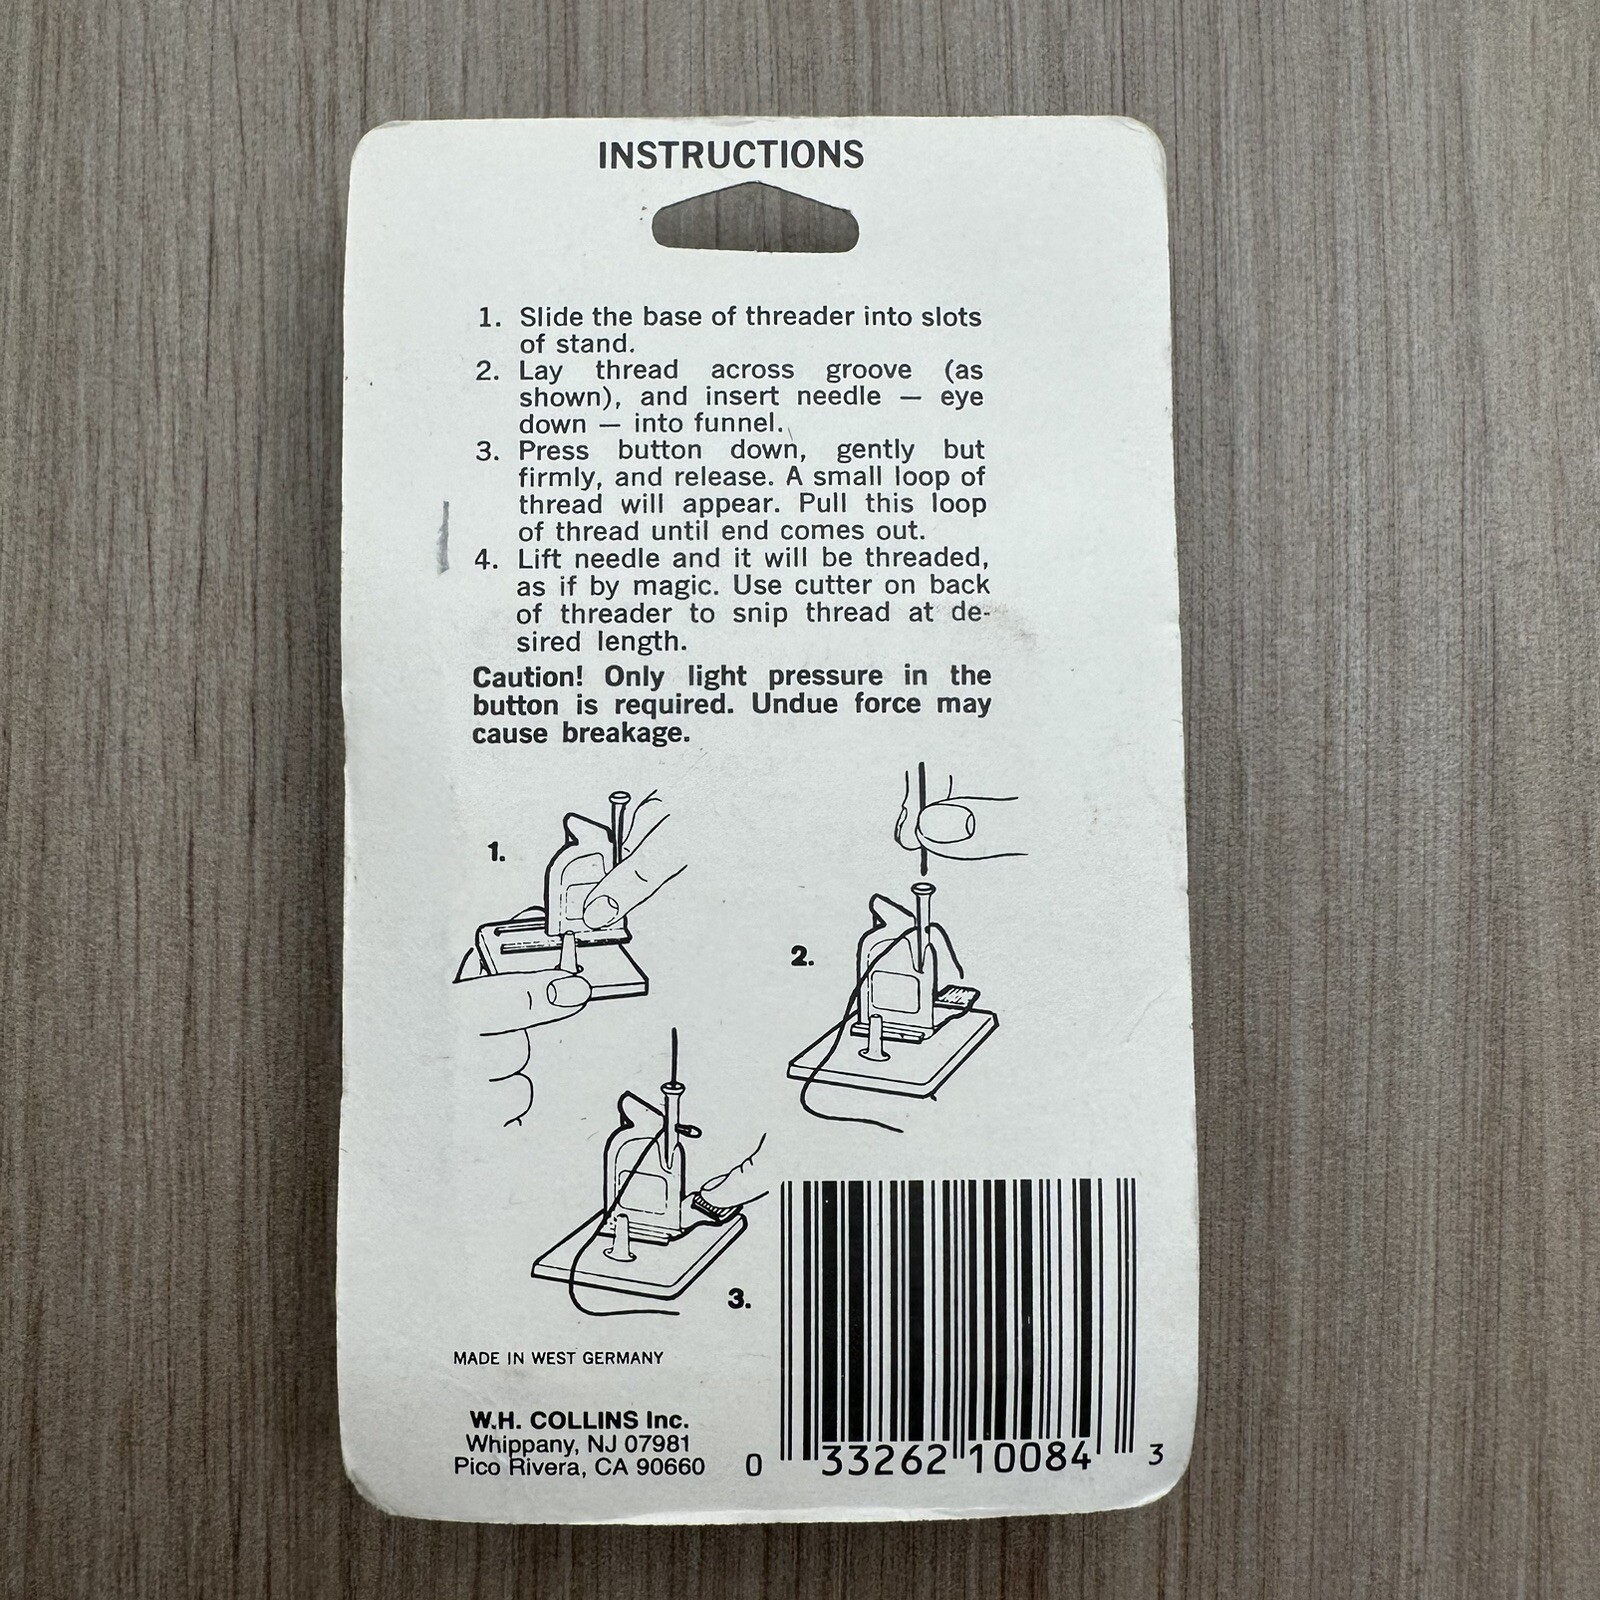 INSTRUCTIONS
1. Slide the base of threader into slots
of stand.
2. Lay thread across groove (as
shown), and insert needle — eye
down — into funnel.
3. Press button down, gently but
firmly, and release. A small loop of
thread will appear. Pull this loop
of thread until end comes out.
4. Lift needle and it will be threaded,
as if by magic. Use cutter on back
of threader to snip thread at de-
sired length.
Caution! Only light pressure in the
button is required. Undue force may
cause breakage.
1.
2.
3.
MADE IN WEST GERMANY
W.H. COLLINS Inc.
Whippany, NJ 07981
Pico Rivera, CA 90660
0 33262 10084 3